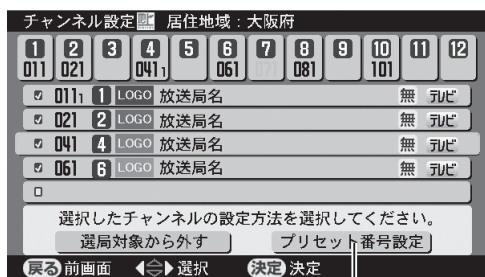 チャンネル設定 居住地域:大阪府
1 2 3 4 5 6 7 8 9 10 11 12
011 021 0411 061 071 081 101
0111 1 LOGO 放送局名 無 テレビ
021 2 LOGO 放送局名 無 テレビ
041 4 LOGO 放送局名 無 テレビ
061 6 LOGO 放送局名 無 テレビ
選択したチャンネルの設定方法を選択してください。
選局対象から外す プリセット番号設定
戻る 前画面 選択 決定 決定